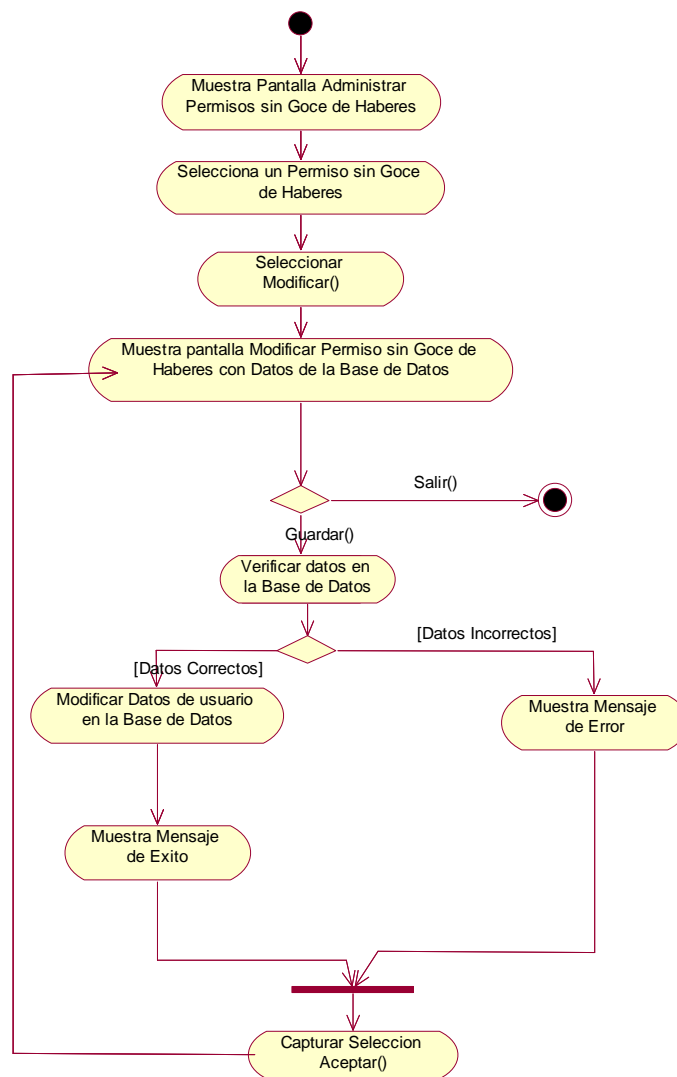 Muestra Pantalla Administrar
Permisos sin Goce de Haberes
Selecciona un Permiso sin Goce
de Haberes
Seleccionar
Modificar()
Muestra pantalla Modificar Permiso sin Goce de
Haberes con Datos de la Base de Datos
Salir()
Guardar()
Verificar datos en
la Base de Datos
[Datos Incorrectos]
[Datos Correctos]
Modificar Datos de usuario
en la Base de Datos
Muestra Mensaje
de Error
Muestra Mensaje
de Exito
Capturar Seleccion
Aceptar()